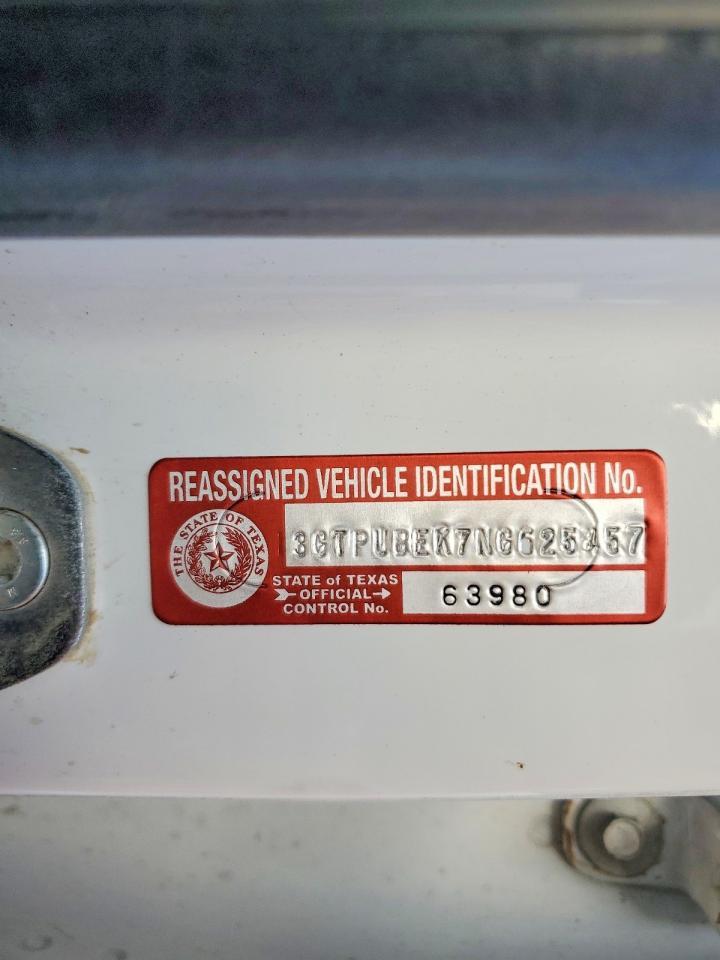 REASSIGNED VEHICLE IDENTIFICATION No.
THE STATE OF TEXAS
3GTPUBEK7NG625457
STATE of TEXAS
OFFICIAL
CONTROL No.
63980